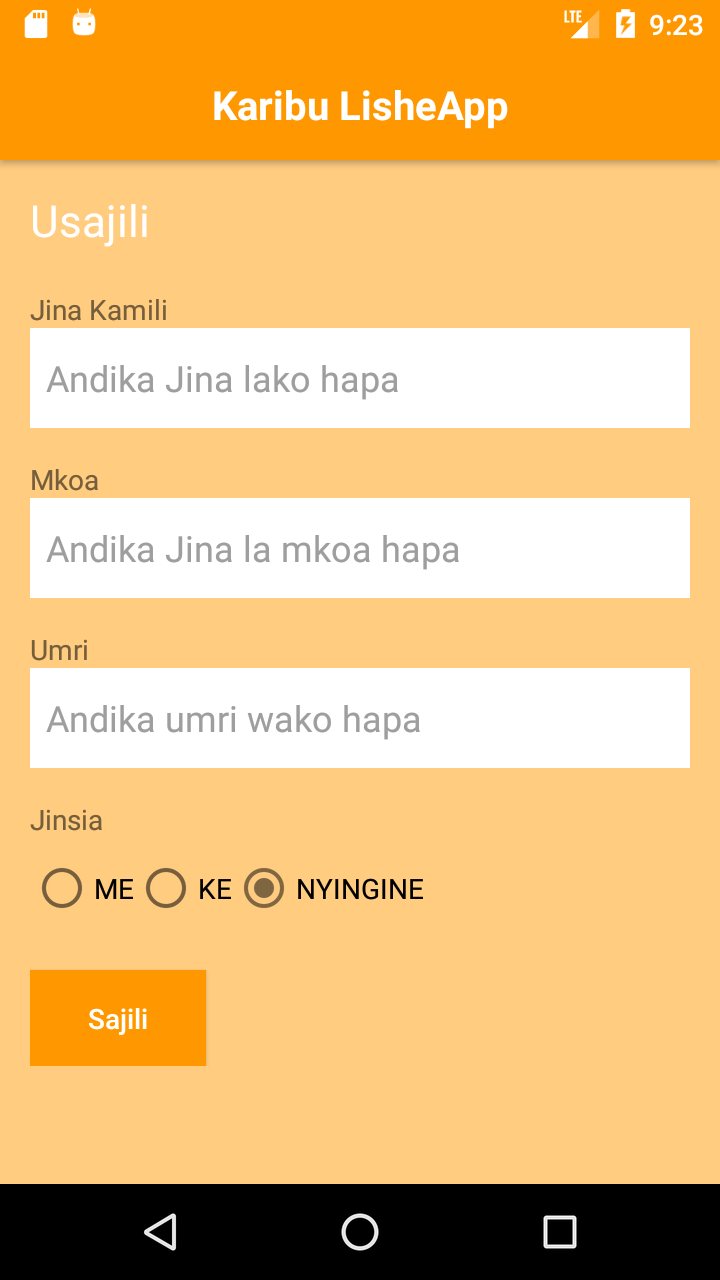 LTE 9:23
Karibu LisheApp
Usajili
Jina Kamili
Andika Jina lako hapa
Mkoa
Andika Jina la mkoa hapa
Umri
Andika umri wako hapa
Jinsia
ME KE NYINGINE
Sajili